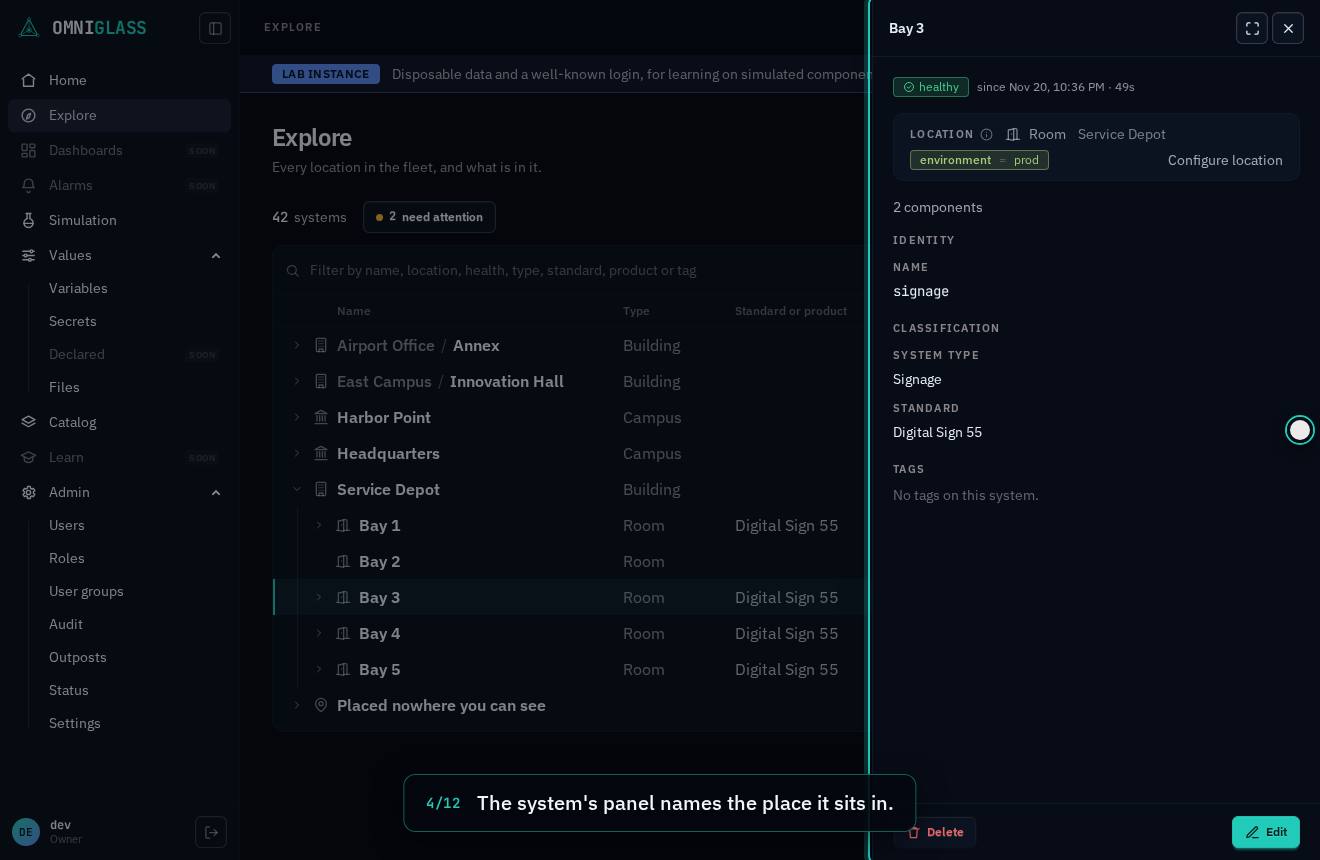 OMNIGLASS
Home
Explore
Dashboards SOON
Alarms SOON
Simulation
Values
Variables
Secrets
Declared SOON
Files
Catalog
Learn SOON
Admin
Users
Roles
User groups
Audit
Outposts
Status
Settings
DE dev
Owner
EXPLORE
LAB INSTANCE Disposable data and a well-known login, for learning on simulated componen
Explore
Every location in the fleet, and what is in it.
42 systems 2 need attention
Filter by name, location, health, type, standard, product or tag
Name Type Standard or product
Airport Office / Annex Building
East Campus / Innovation Hall Building
Harbor Point Campus
Headquarters Campus
Service Depot Building
Bay 1 Room Digital Sign 55
Bay 2 Room
Bay 3 Room Digital Sign 55
Bay 4 Room Digital Sign 55
Bay 5 Room Digital Sign 55
Placed nowhere you can see
4/12 The system's panel names the place it sits in.
Bay 3
healthy since Nov 20, 10:36 PM · 49s
LOCATION Room Service Depot
environment = prod Configure location
2 components
IDENTITY
NAME
signage
CLASSIFICATION
SYSTEM TYPE
Signage
STANDARD
Digital Sign 55
TAGS
No tags on this system.
Delete Edit